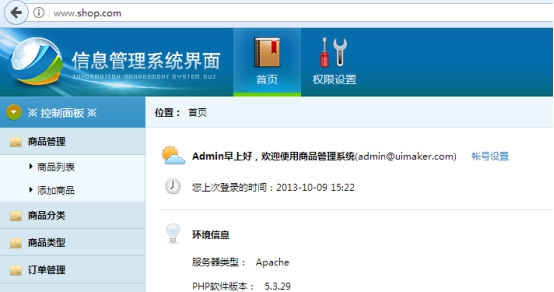 www.shop.com
信息管理系统界面
INFORMATION MANAGEMENT SYSTEM GUI
首页
权限设置
※ 控制面板 ※
位置： 首页
商品管理
商品列表
添加商品
商品分类
商品类型
订单管理
Admin早上好，欢迎使用商品管理系统(admin@uimaker.com) 帐号设置
您上次登录的时间：2013-10-09 15:22
环境信息
服务器类型： Apache
PHP软件版本： 5.3.29